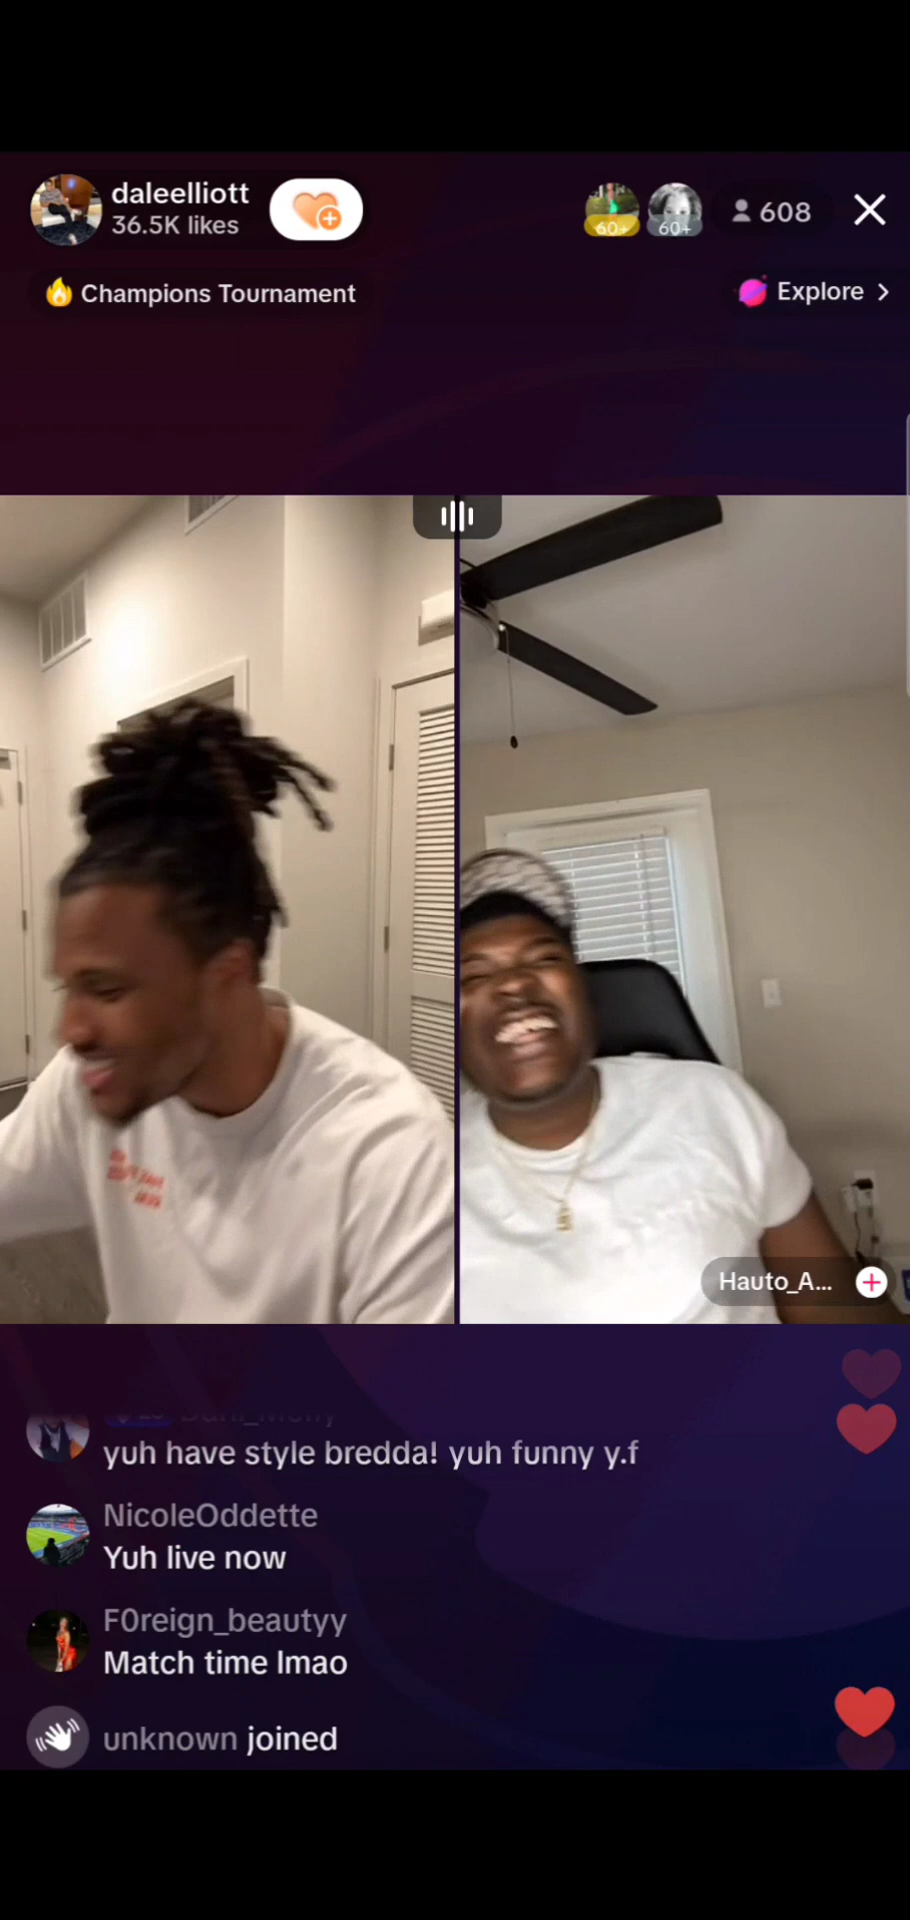 daleelliott
36.5K likes
60+
60+
608
Champions Tournament
Explore >
Hauto_A...
yuh have style bredda! yuh funny y.f
NicoleOddette
Yuh live now
F0reign_beautyy
Match time lmao
unknown joined